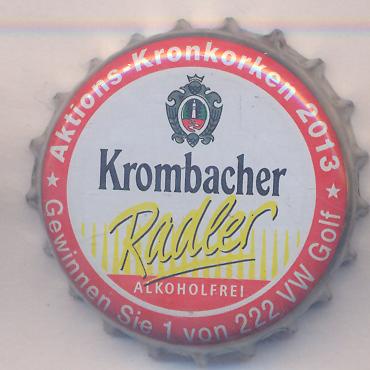 Aktions-Kronkorken 2013
Krombacher
Radler
ALKOHOLFREI
★ Gewinnen Sie 1 von 222 VW Golf ★